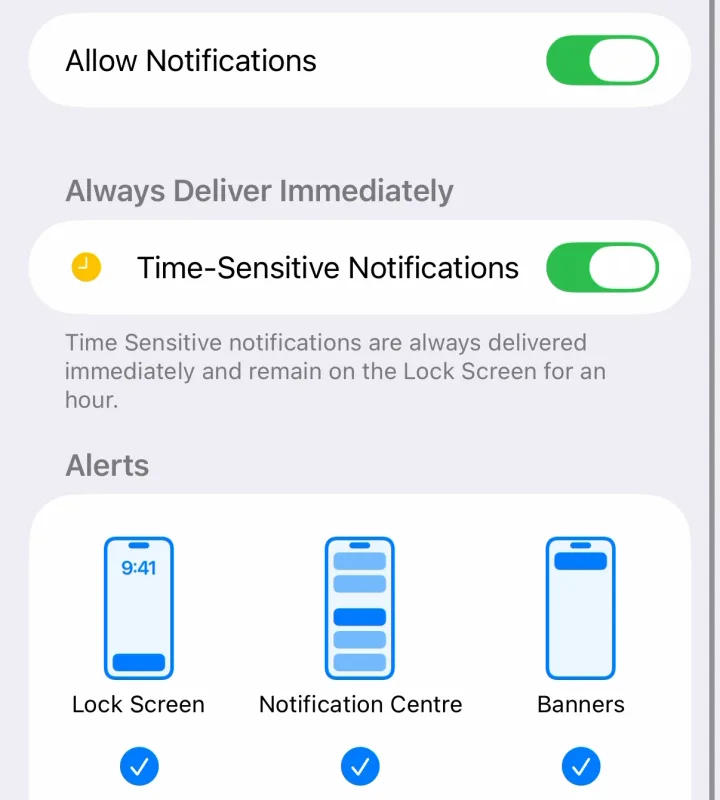 Allow Notifications
Always Deliver Immediately
Time-Sensitive Notifications
Time Sensitive notifications are always delivered
immediately and remain on the Lock Screen for an
hour.
Alerts
9:41
Lock Screen
Notification Centre
Banners